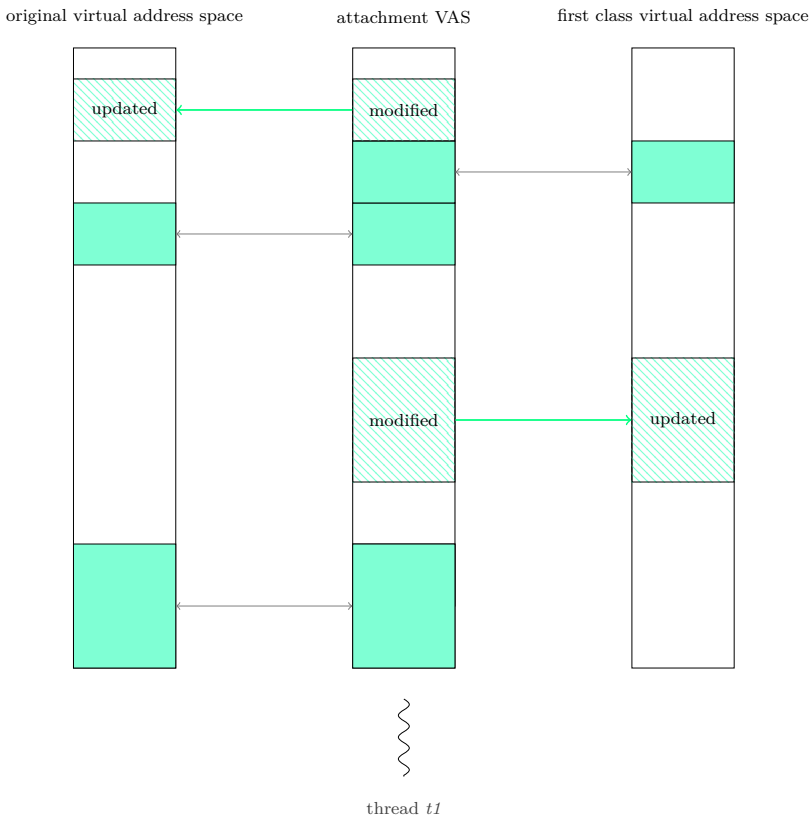 original virtual address space
attachment VAS
first class virtual address space
updated
modified
modified
updated
thread t1